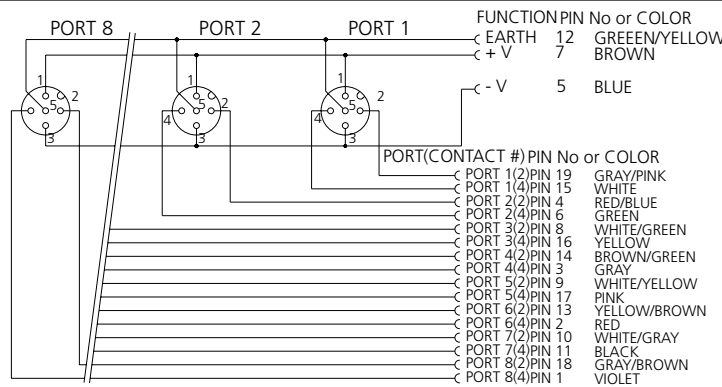 PORT 8 PORT 2 PORT 1 FUNCTION PIN No or COLOR
EARTH 12 GREEEN/YELLOW
+ V 7 BROWN
- V 5 BLUE
1 2 5 3
1 2 5 4 3
1 2 5 4 3
PORT(CONTACT #) PIN No or COLOR
PORT 1(2)PIN 19 GRAY/PINK
PORT 1(4)PIN 15 WHITE
PORT 2(2)PIN 4 RED/BLUE
PORT 2(4)PIN 6 GREEN
PORT 3(2)PIN 8 WHITE/GREEN
PORT 3(4)PIN 16 YELLOW
PORT 4(2)PIN 14 BROWN/GREEN
PORT 4(4)PIN 3 GRAY
PORT 5(2)PIN 9 WHITE/YELLOW
PORT 5(4)PIN 17 PINK
PORT 6(2)PIN 13 YELLOW/BROWN
PORT 6(4)PIN 2 RED
PORT 7(2)PIN 10 WHITE/GRAY
PORT 7(4)PIN 11 BLACK
PORT 8(2)PIN 18 GRAY/BROWN
PORT 8(4)PIN 1 VIOLET